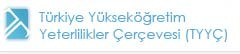 Türkiye Yükseköğretim
Yeterlilikler Çerçevesi (TYYÇ)